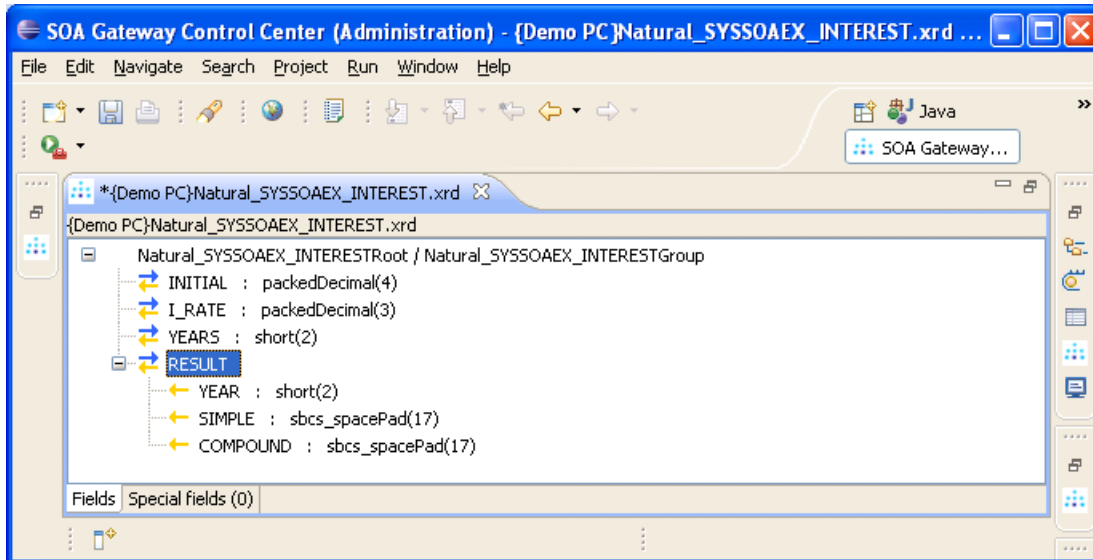 SOA Gateway Control Center (Administration) - {Demo PC}Natural_SYSSOAEX_INTEREST.xrd ...
File Edit Navigate Search Project Run Window Help
Java »
SOA Gateway...
*{Demo PC}Natural_SYSSOAEX_INTEREST.xrd
{Demo PC}Natural_SYSSOAEX_INTEREST.xrd
Natural_SYSSOAEX_INTERESTRoot / Natural_SYSSOAEX_INTERESTGroup
INITIAL : packedDecimal(4)
I_RATE : packedDecimal(3)
YEARS : short(2)
RESULT
YEAR : short(2)
SIMPLE : sbcs_spacePad(17)
COMPOUND : sbcs_spacePad(17)
Fields Special fields (0)